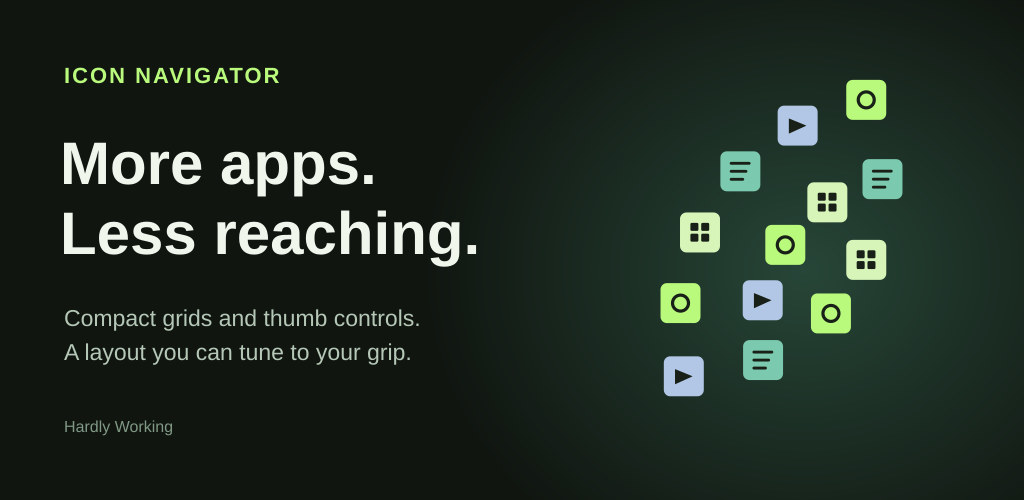 ICON NAVIGATOR
More apps.
Less reaching.
Compact grids and thumb controls.
A layout you can tune to your grip.
Hardly Working